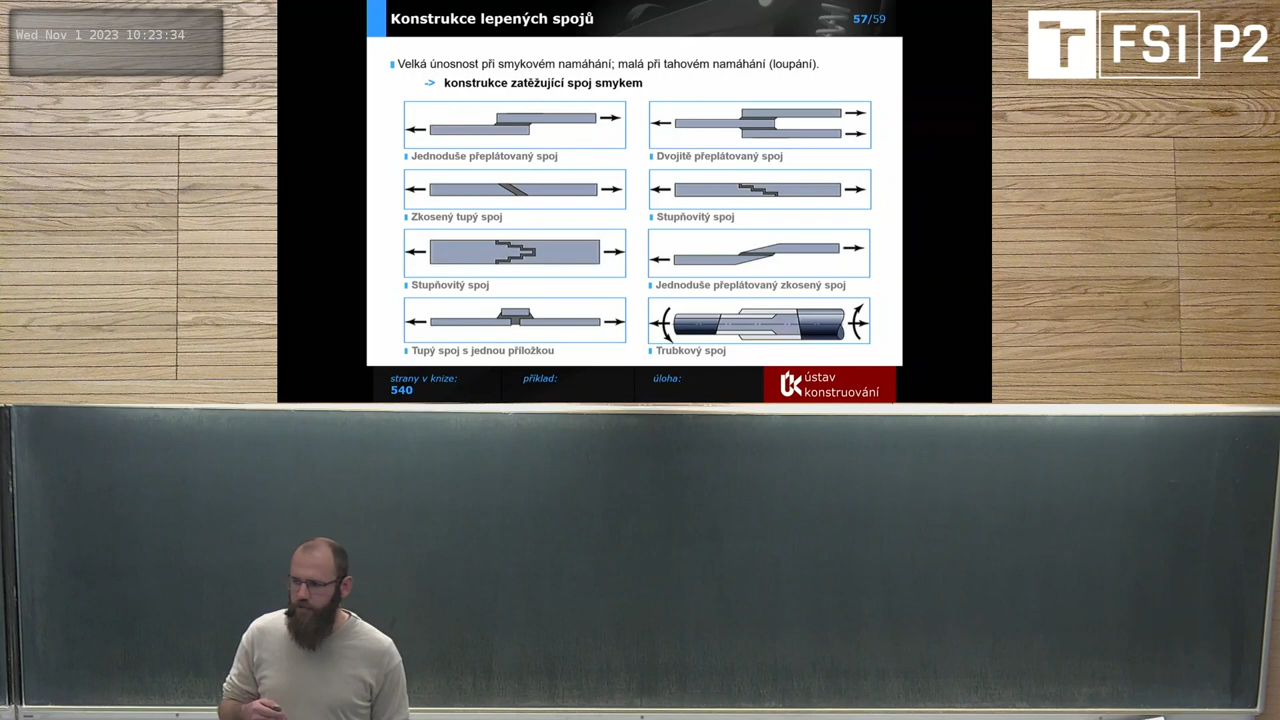 Wed Nov 1 2023 10:23:34
Konstrukce lepených spojů
57/59
FSI P2
Velká únosnost při smykovém namáhání; malá při tahovém namáhání (loupání).
-> konstrukce zatěžující spoj smykem
Jednoduše přeplátovaný spoj
Dvojitě přeplátovaný spoj
Zkosený tupý spoj
Stupňovitý spoj
Stupňovitý spoj
Jednoduše přeplátovaný zkosený spoj
Tupý spoj s jednou příložkou
Trubkový spoj
strany v knize:
540
příklad:
úloha:
ústav
konstruování